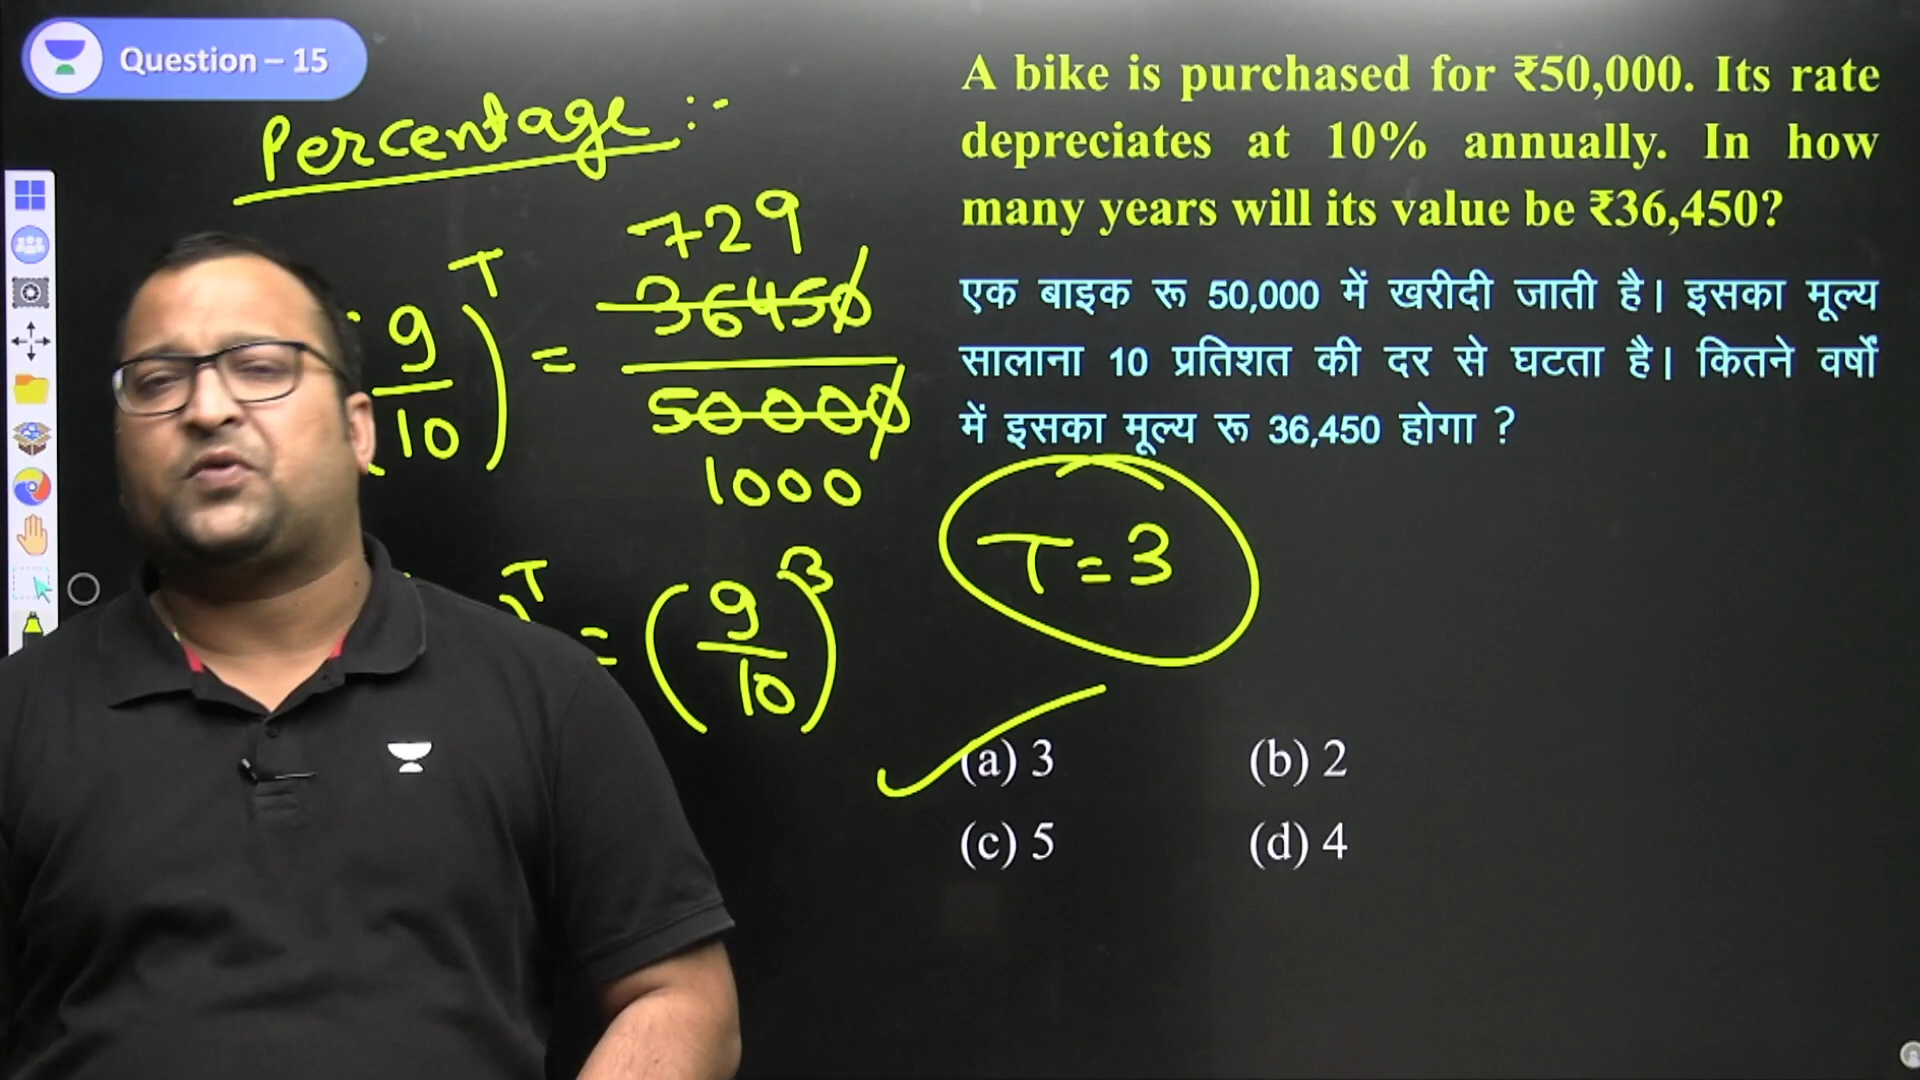 Question – 15
Percentage :-
A bike is purchased for ₹50,000. Its rate
depreciates at 10% annually. In how
many years will its value be ₹36,450?
एक बाइक रू 50,000 में खरीदी जाती है। इसका मूल्य
सालाना 10 प्रतिशत की दर से घटता है। कितने वर्षों
में इसका मूल्य रू 36,450 होगा ?
729
9/10)^T = 36450/50000
1000
T = (9/10)^3
T = 3
(a) 3 (b) 2
(c) 5 (d) 4